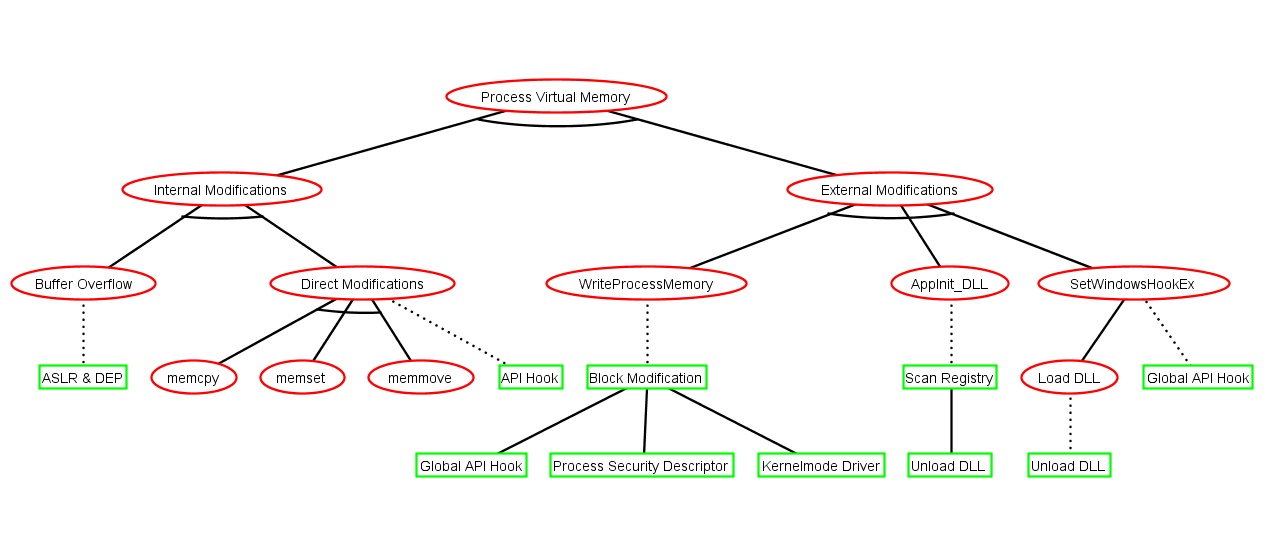 Process Virtual Memory
Internal Modifications
External Modifications
Buffer Overflow
Direct Modifications
WriteProcessMemory
AppInit_DLL
SetWindowsHookEx
ASLR & DEP
memcpy
memset
memmove
API Hook
Block Modification
Scan Registry
Load DLL
Global API Hook
Global API Hook
Process Security Descriptor
Kernelmode Driver
Unload DLL
Unload DLL